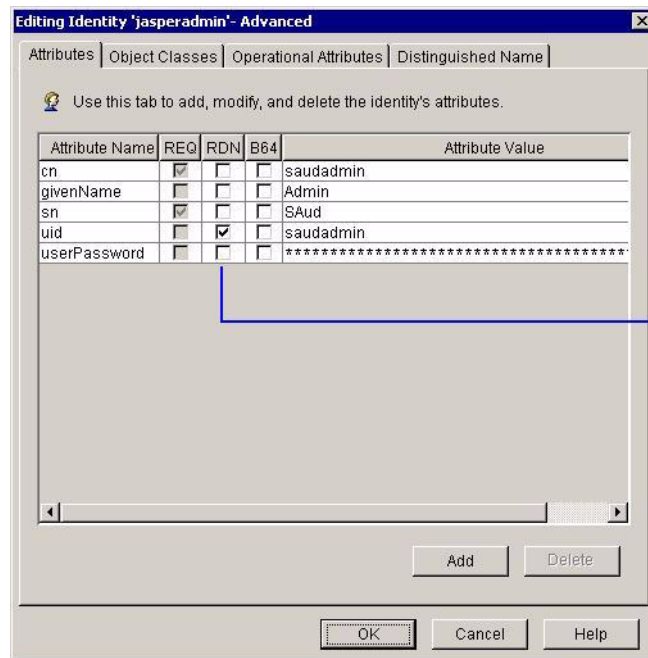 Editing Identity 'jasperadmin'- Advanced
Attributes Object Classes Operational Attributes Distinguished Name
Use this tab to add, modify, and delete the identity's attributes.
Attribute Name REQ RDN B64 Attribute Value
cn saudadmin
givenName Admin
sn SAud
uid saudadmin
userPassword ****************************************
Add Delete
OK Cancel Help